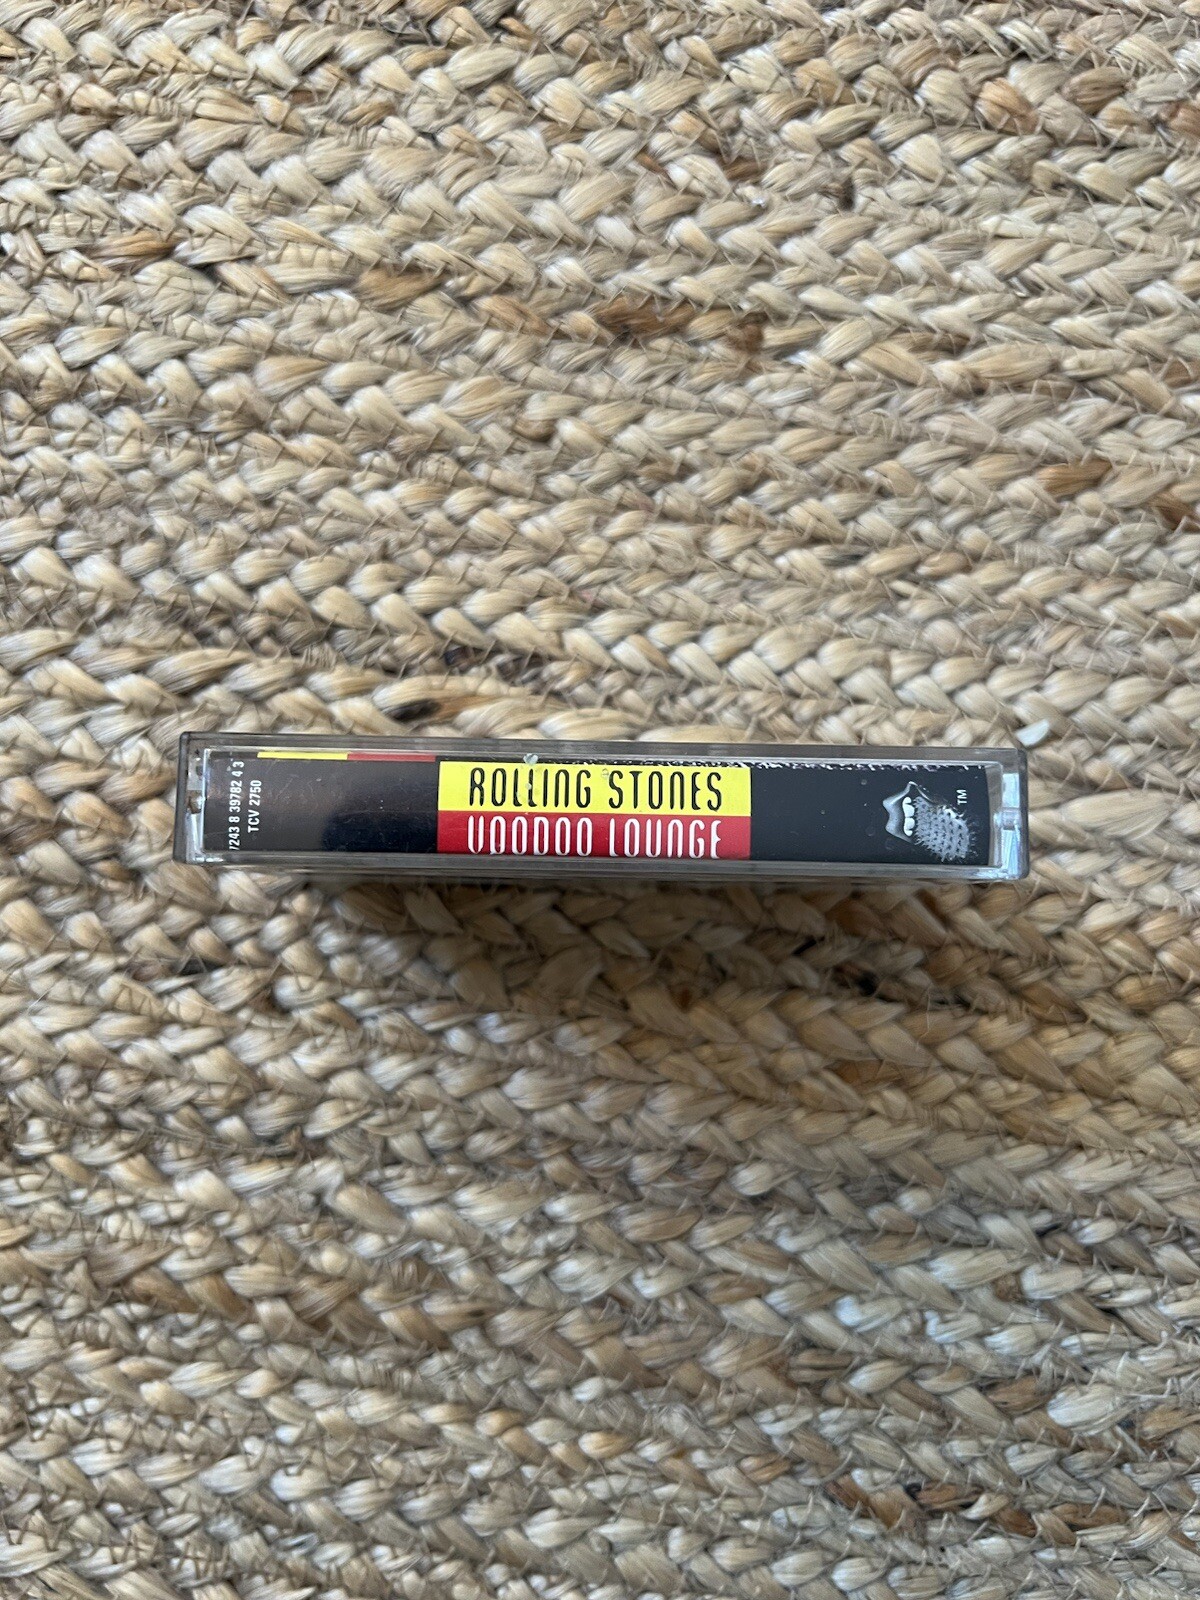 7243 8 39782 4 3
TCV 2750
ROLLING STONES
VOODOO LOUNGE
TM